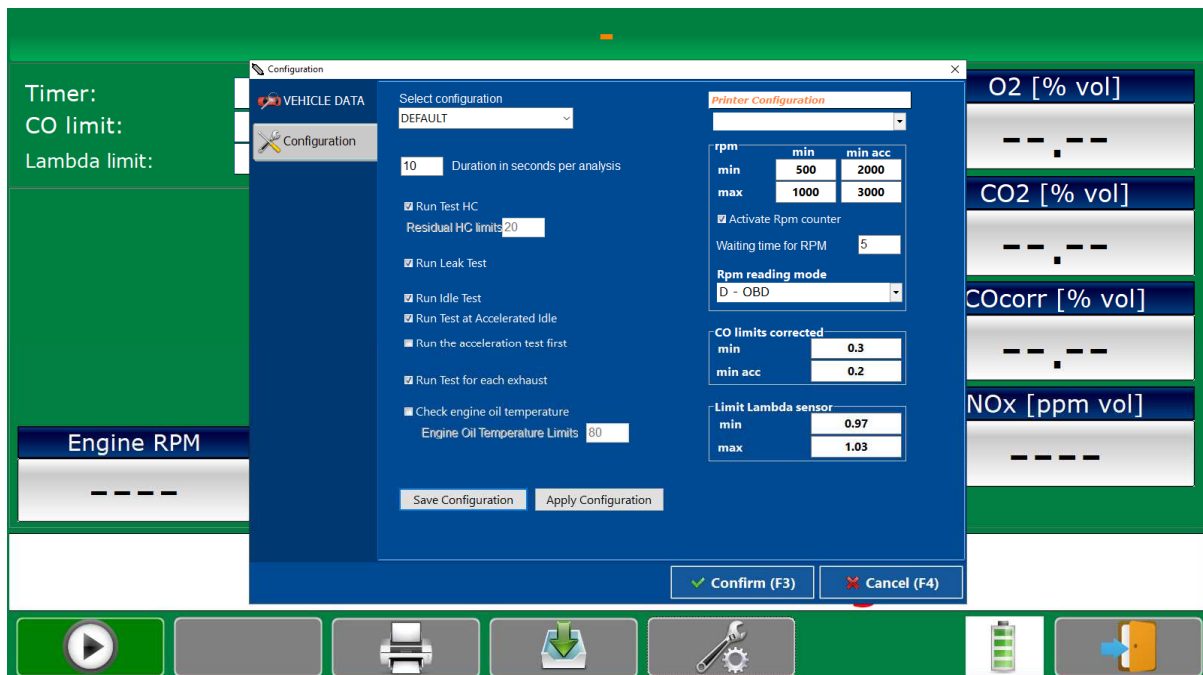 -
Configuration
Timer:
CO limit:
Lambda limit:
VEHICLE DATA
Configuration
Select configuration
DEFAULT
10 Duration in seconds per analysis
Run Test HC
Residual HC limits 20
Run Leak Test
Run Idle Test
Run Test at Accelerated Idle
Run the acceleration test first
Run Test for each exhaust
Check engine oil temperature
Engine Oil Temperature Limits 80
Save Configuration Apply Configuration
Printer Configuration
rpm min min acc
min 500 2000
max 1000 3000
Activate Rpm counter
Waiting time for RPM 5
Rpm reading mode
D - OBD
CO limits corrected
min 0.3
min acc 0.2
Limit Lambda sensor
min 0.97
max 1.03
Confirm (F3) Cancel (F4)
O2 [% vol]
--.--
CO2 [% vol]
--.--
COcorr [% vol]
--.--
NOx [ppm vol]
----
Engine RPM
----